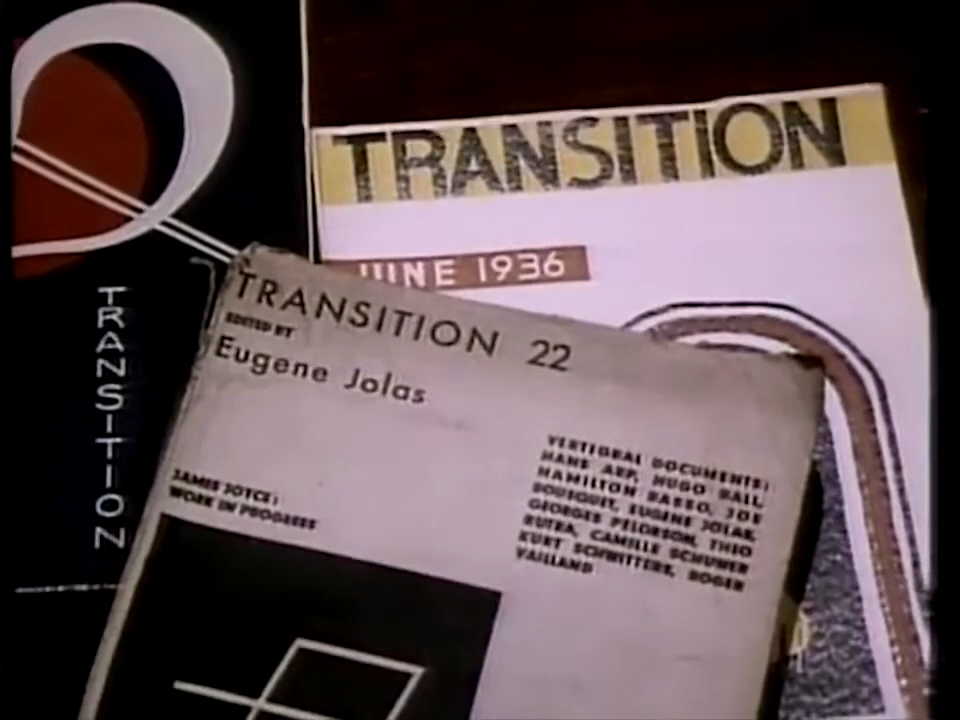 TRANSITION
JUNE 1936
TRANSITION
TRANSITION 22
EDITED BY
Eugene Jolas
JAMES JOYCE:
WORK IN PROGRESS
VERTIGRAL DOCUMENTS:
HANS ARP, HUGO BALL,
HAMILTON BASSO, JOE
BOUSQUET, EUGENE JOLAS,
GEORGES PELORSON, THEO
RUTRA, CAMILLE SCHUWER
KURT SCHWITTERS, ROGER
VAILLAND